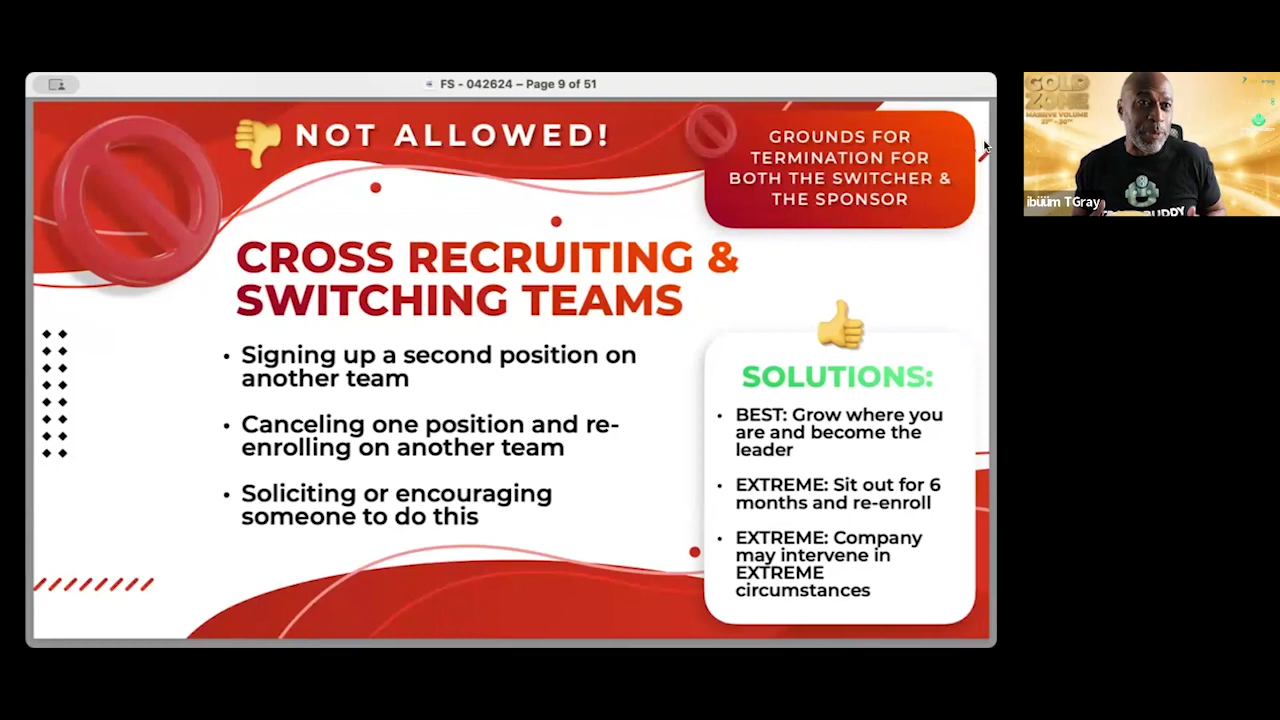 FS - 042624 – Page 9 of 51
NOT ALLOWED!
GROUNDS FOR
TERMINATION FOR
BOTH THE SWITCHER &
THE SPONSOR
CROSS RECRUITING &
SWITCHING TEAMS
• Signing up a second position on
another team
• Canceling one position and re-
enrolling on another team
• Soliciting or encouraging
someone to do this
SOLUTIONS:
• BEST: Grow where you
are and become the
leader
• EXTREME: Sit out for 6
months and re-enroll
• EXTREME: Company
may intervene in
EXTREME
circumstances
GOLD
ZONE
MASSIVE VOLUME
ibüüm TGray